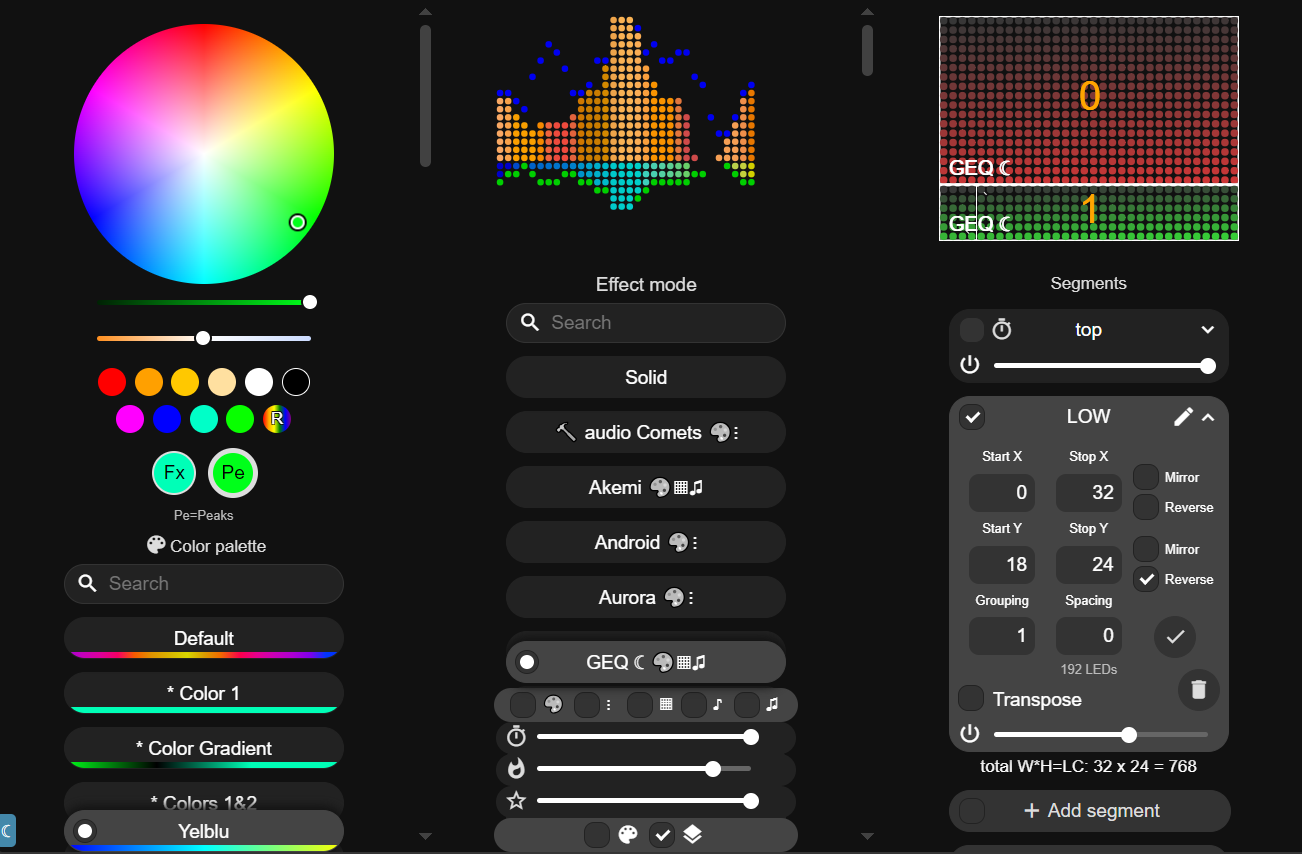 R
Fx
Pe
Pe=Peaks
Color palette
Search
Default
* Color 1
* Color Gradient
* Colors 1&2
Yelblu
Effect mode
Search
Solid
audio Comets
Akemi
Android
Aurora
GEQ
0
GEQ
1
GEQ
Segments
top
LOW
Start X
Stop X
0
32
Mirror
Reverse
Start Y
Stop Y
18
24
Mirror
Reverse
Grouping
Spacing
1
0
192 LEDs
Transpose
total W*H=LC: 32 x 24 = 768
+ Add segment